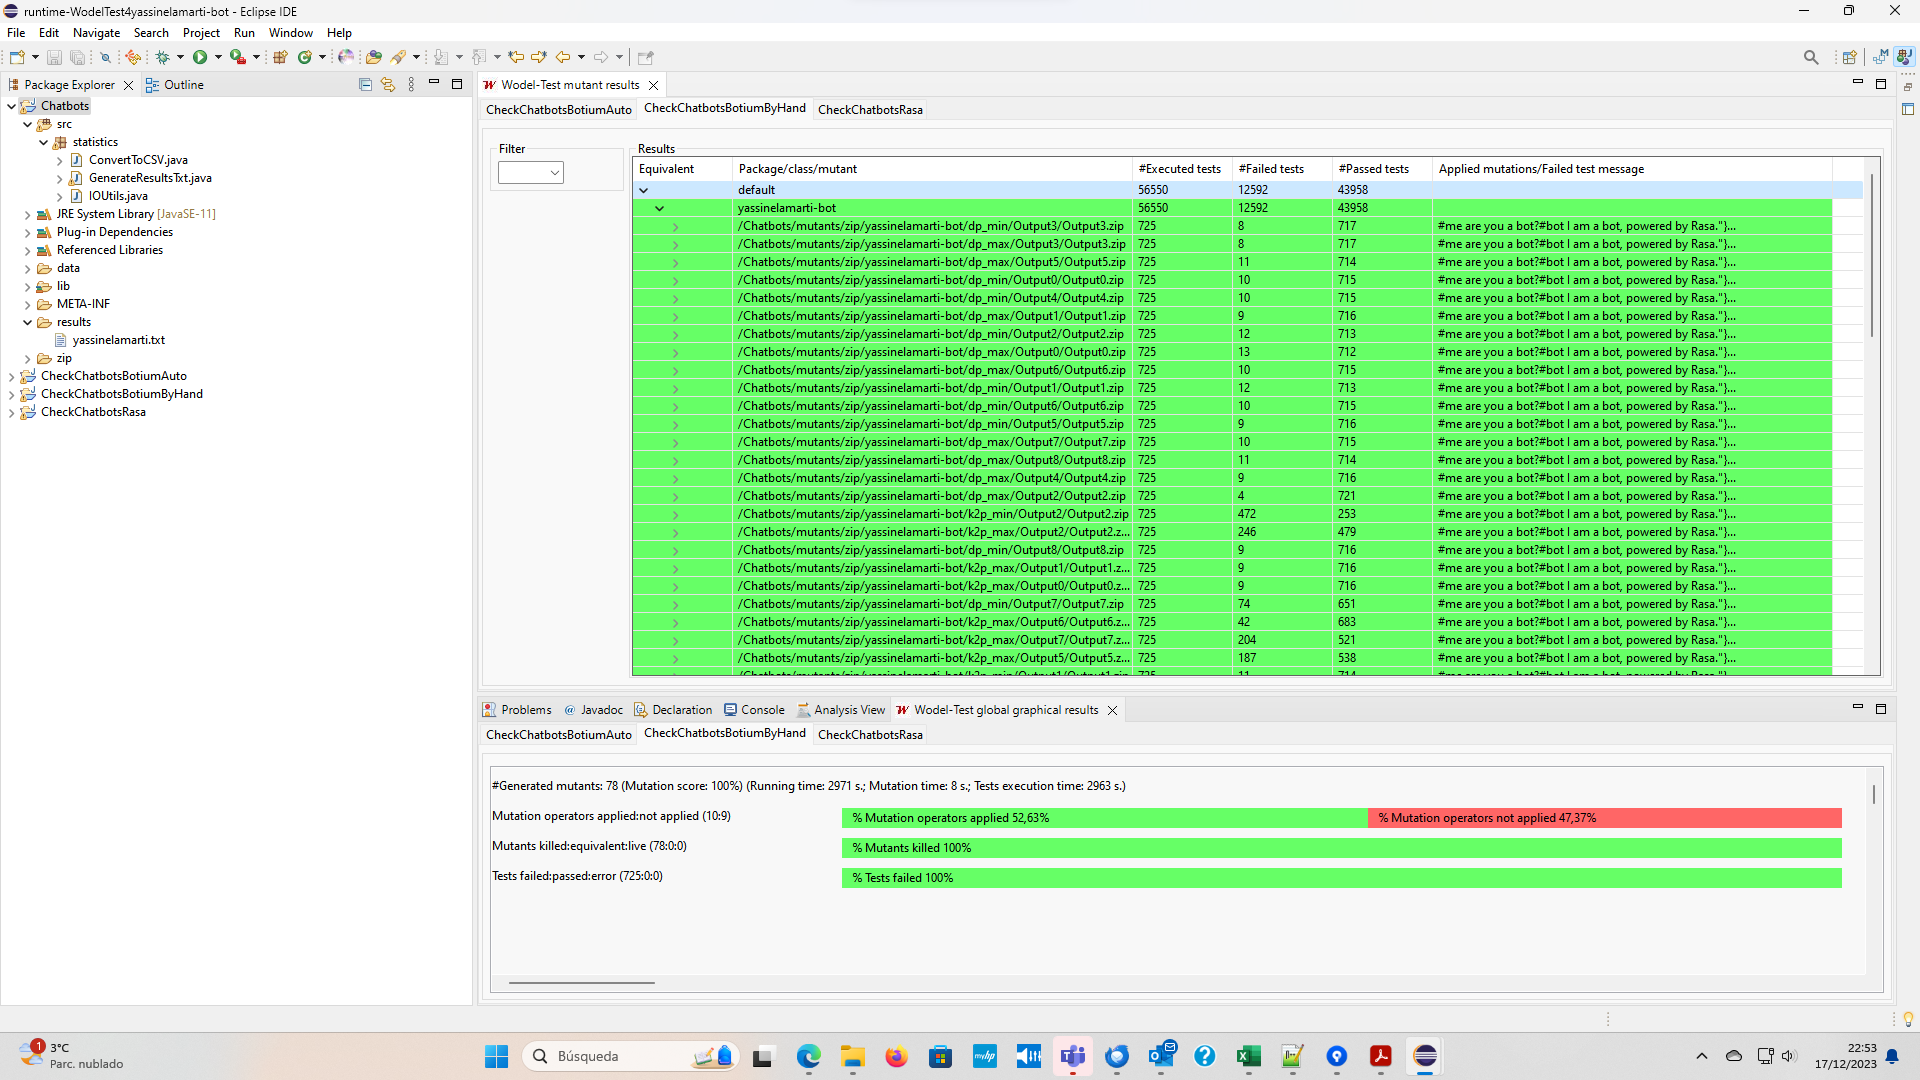 runtime-WodelTest4yassinelamarti-bot - Eclipse IDE
File Edit Navigate Search Project Run Window Help
Package Explorer Outline
Chatbots
src
statistics
ConvertToCSV.java
GenerateResultsTxt.java
IOUtils.java
JRE System Library [JavaSE-11]
Plug-in Dependencies
Referenced Libraries
data
lib
META-INF
results
yassinelamarti.txt
zip
CheckChatbotsBotiumAuto
CheckChatbotsBotiumByHand
CheckChatbotsRasa
Wodel-Test mutant results
CheckChatbotsBotiumAuto CheckChatbotsBotiumByHand CheckChatbotsRasa
Filter
Results
Equivalent Package/class/mutant #Executed tests #Failed tests #Passed tests Applied mutations/Failed test message
default 56550 12592 43958
yassinelamarti-bot 56550 12592 43958
/Chatbots/mutants/zip/yassinelamarti-bot/dp_min/Output3/Output3.zip 725 8 717 #me are you a bot?#bot I am a bot, powered by Rasa."}...
/Chatbots/mutants/zip/yassinelamarti-bot/dp_max/Output3/Output3.zip 725 8 717 #me are you a bot?#bot I am a bot, powered by Rasa."}...
/Chatbots/mutants/zip/yassinelamarti-bot/dp_max/Output5/Output5.zip 725 11 714 #me are you a bot?#bot I am a bot, powered by Rasa."}...
/Chatbots/mutants/zip/yassinelamarti-bot/dp_min/Output0/Output0.zip 725 10 715 #me are you a bot?#bot I am a bot, powered by Rasa."}...
/Chatbots/mutants/zip/yassinelamarti-bot/dp_min/Output4/Output4.zip 725 10 715 #me are you a bot?#bot I am a bot, powered by Rasa."}...
/Chatbots/mutants/zip/yassinelamarti-bot/dp_max/Output1/Output1.zip 725 9 716 #me are you a bot?#bot I am a bot, powered by Rasa."}...
/Chatbots/mutants/zip/yassinelamarti-bot/dp_min/Output2/Output2.zip 725 12 713 #me are you a bot?#bot I am a bot, powered by Rasa."}...
/Chatbots/mutants/zip/yassinelamarti-bot/dp_max/Output0/Output0.zip 725 13 712 #me are you a bot?#bot I am a bot, powered by Rasa."}...
/Chatbots/mutants/zip/yassinelamarti-bot/dp_max/Output6/Output6.zip 725 10 715 #me are you a bot?#bot I am a bot, powered by Rasa."}...
/Chatbots/mutants/zip/yassinelamarti-bot/dp_min/Output1/Output1.zip 725 12 713 #me are you a bot?#bot I am a bot, powered by Rasa."}...
/Chatbots/mutants/zip/yassinelamarti-bot/dp_min/Output6/Output6.zip 725 10 715 #me are you a bot?#bot I am a bot, powered by Rasa."}...
/Chatbots/mutants/zip/yassinelamarti-bot/dp_min/Output5/Output5.zip 725 9 716 #me are you a bot?#bot I am a bot, powered by Rasa."}...
/Chatbots/mutants/zip/yassinelamarti-bot/dp_max/Output7/Output7.zip 725 10 715 #me are you a bot?#bot I am a bot, powered by Rasa."}...
/Chatbots/mutants/zip/yassinelamarti-bot/dp_max/Output8/Output8.zip 725 11 714 #me are you a bot?#bot I am a bot, powered by Rasa."}...
/Chatbots/mutants/zip/yassinelamarti-bot/dp_max/Output4/Output4.zip 725 9 716 #me are you a bot?#bot I am a bot, powered by Rasa."}...
/Chatbots/mutants/zip/yassinelamarti-bot/dp_max/Output2/Output2.zip 725 4 721 #me are you a bot?#bot I am a bot, powered by Rasa."}...
/Chatbots/mutants/zip/yassinelamarti-bot/k2p_min/Output2/Output2.zip 725 472 253 #me are you a bot?#bot I am a bot, powered by Rasa."}...
/Chatbots/mutants/zip/yassinelamarti-bot/k2p_max/Output2/Output2.z... 725 246 479 #me are you a bot?#bot I am a bot, powered by Rasa."}...
/Chatbots/mutants/zip/yassinelamarti-bot/dp_min/Output8/Output8.zip 725 9 716 #me are you a bot?#bot I am a bot, powered by Rasa."}...
/Chatbots/mutants/zip/yassinelamarti-bot/k2p_max/Output1/Output1.z... 725 9 716 #me are you a bot?#bot I am a bot, powered by Rasa."}...
/Chatbots/mutants/zip/yassinelamarti-bot/k2p_max/Output0/Output0.z... 725 9 716 #me are you a bot?#bot I am a bot, powered by Rasa."}...
/Chatbots/mutants/zip/yassinelamarti-bot/dp_min/Output7/Output7.zip 725 74 651 #me are you a bot?#bot I am a bot, powered by Rasa."}...
/Chatbots/mutants/zip/yassinelamarti-bot/k2p_max/Output6/Output6.z... 725 42 683 #me are you a bot?#bot I am a bot, powered by Rasa."}...
/Chatbots/mutants/zip/yassinelamarti-bot/k2p_max/Output7/Output7.z... 725 204 521 #me are you a bot?#bot I am a bot, powered by Rasa."}...
/Chatbots/mutants/zip/yassinelamarti-bot/k2p_max/Output5/Output5.z... 725 187 538 #me are you a bot?#bot I am a bot, powered by Rasa."}...
Problems Javadoc Declaration Console Analysis View Wodel-Test global graphical results
CheckChatbotsBotiumAuto CheckChatbotsBotiumByHand CheckChatbotsRasa
#Generated mutants: 78 (Mutation score: 100%) (Running time: 2971 s.; Mutation time: 8 s.; Tests execution time: 2963 s.)
Mutation operators applied:not applied (10:9) % Mutation operators applied 52,63% % Mutation operators not applied 47,37%
Mutants killed:equivalent:live (78:0:0) % Mutants killed 100%
Tests failed:passed:error (725:0:0) % Tests failed 100%
1
3°C
Parc. nublado
Búsqueda
myhp
22:53
17/12/2023